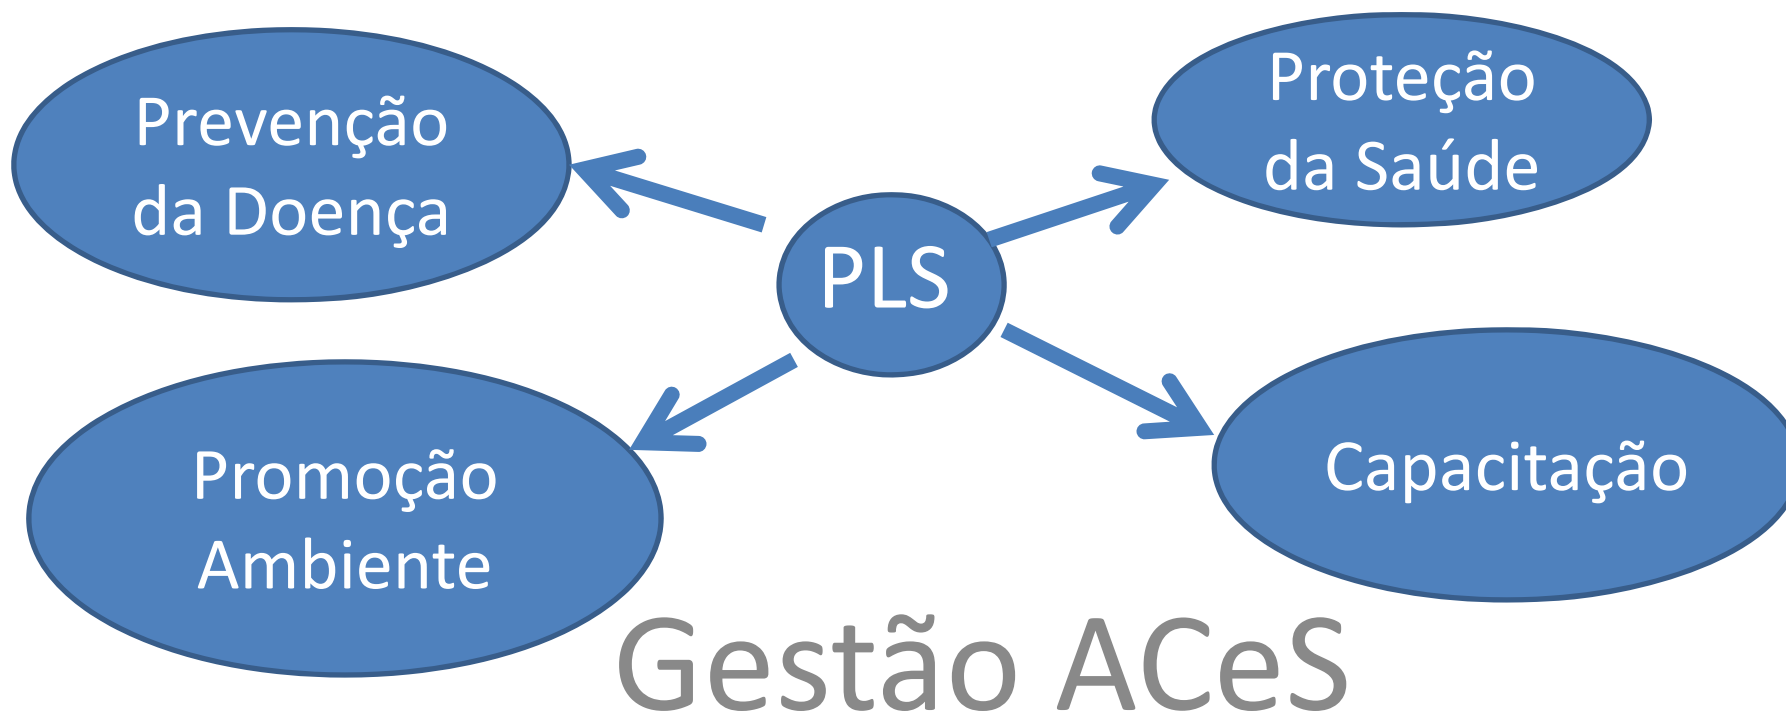 Prevenção
da Doença
Proteção
da Saúde
PLS
Promoção
Ambiente
Capacitação
Gestão ACeS